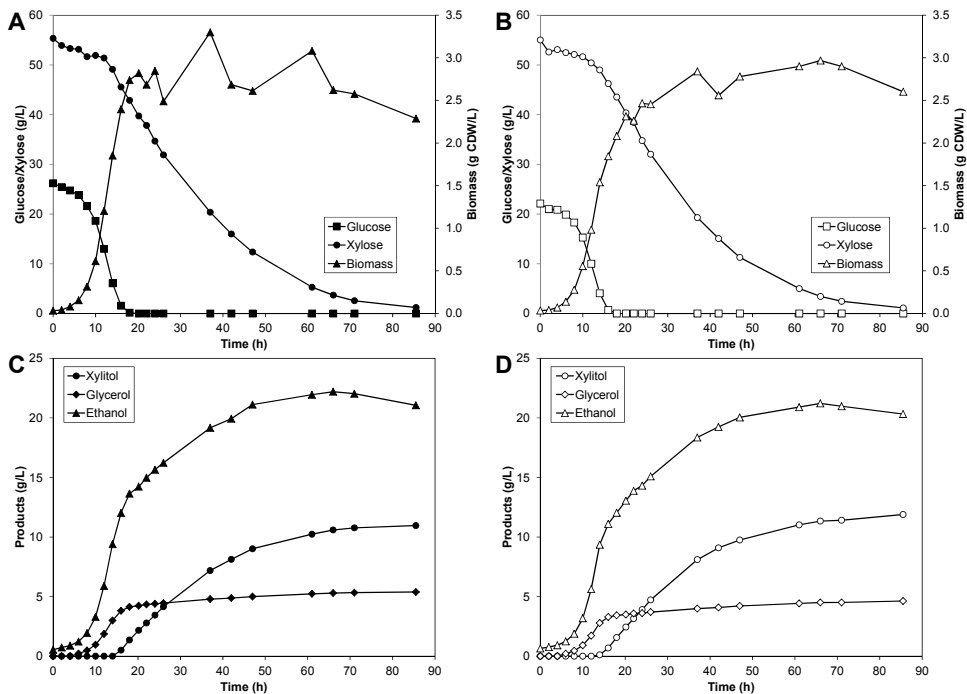 A
60
50
40
30
20
10
0
Glucose/Xylose (g/L)
3.5
3.0
2.5
2.0
1.5
1.0
0.5
0.0
Biomass (g CDW/L)
Glucose
Xylose
Biomass
0 10 20 30 40 50 60 70 80 90
Time (h)
B
60
50
40
30
20
10
0
Glucose/Xylose (g/L)
3.5
3.0
2.5
2.0
1.5
1.0
0.5
0.0
Biomass (g CDW/L)
Glucose
Xylose
Biomass
0 10 20 30 40 50 60 70 80 90
Time (h)
C
25
20
15
10
5
0
Products (g/L)
Xylitol
Glycerol
Ethanol
0 10 20 30 40 50 60 70 80 90
Time (h)
D
25
20
15
10
5
0
Products (g/L)
Xylitol
Glycerol
Ethanol
0 10 20 30 40 50 60 70 80 90
Time (h)